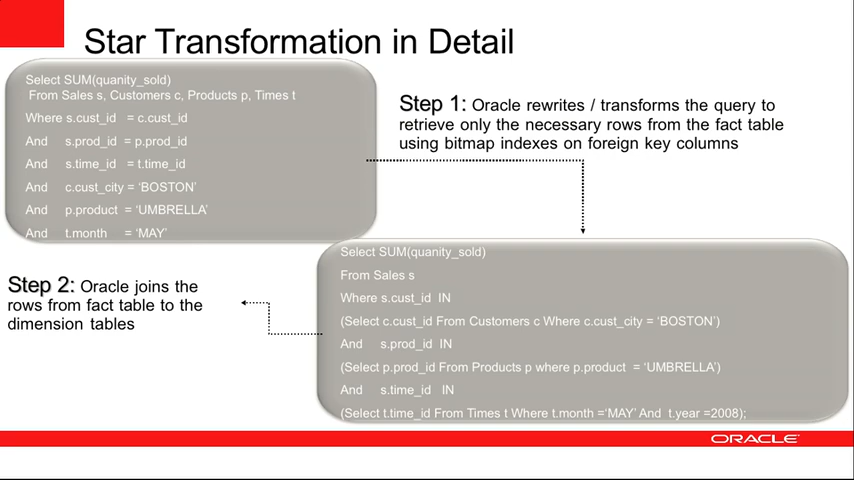 Star Transformation in Detail
Select SUM(quanity_sold)
From Sales s, Customers c, Products p, Times t
Where s.cust_id = c.cust_id
And s.prod_id = p.prod_id
And s.time_id = t.time_id
And c.cust_city = ‘BOSTON’
And p.product = ‘UMBRELLA’
And t.month = ‘MAY’
Step 1: Oracle rewrites / transforms the query to
retrieve only the necessary rows from the fact table
using bitmap indexes on foreign key columns
Select SUM(quanity_sold)
From Sales s
Where s.cust_id IN
(Select c.cust_id From Customers c Where c.cust_city = ‘BOSTON’)
And s.prod_id IN
(Select p.prod_id From Products p where p.product = ‘UMBRELLA’)
And s.time_id IN
(Select t.time_id From Times t Where t.month =‘MAY’ And t.year =2008);
Step 2: Oracle joins the
rows from fact table to the
dimension tables
ORACLE